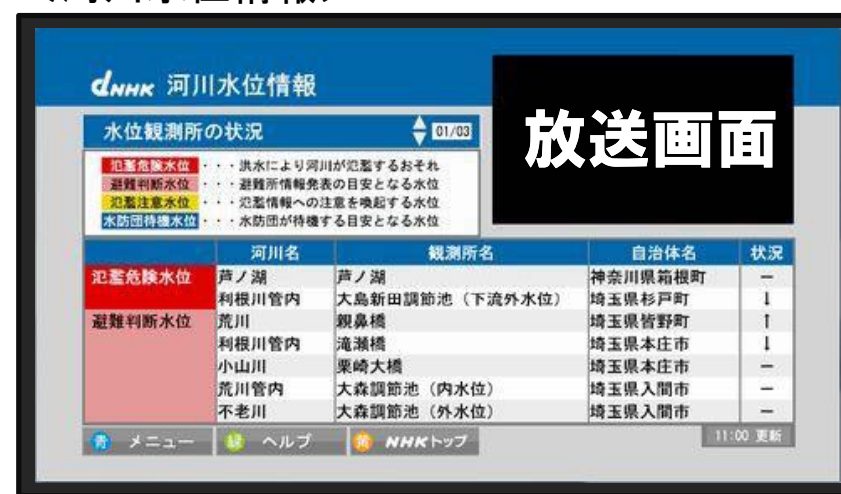 dNHK 河川水位情報
放送画面
水位観測所の状況 01/03
氾濫危険水位・・・洪水により河川が氾濫するおそれ
避難判断水位・・・避難所情報発表の目安となる水位
氾濫注意水位・・・氾濫情報への注意を喚起する水位
水防団待機水位・・・水防団が待機する目安となる水位
河川名 観測所名 自治体名 状況
氾濫危険水位 芦ノ湖 芦ノ湖 神奈川県箱根町 −
利根川管内 大島新田調節池（下流外水位） 埼玉県杉戸町 ↓
避難判断水位 荒川 親鼻橋 埼玉県皆野町 ↑
利根川管内 滝瀬橋 埼玉県本庄市 ↓
小山川 栗崎大橋 埼玉県本庄市 −
荒川管内 大森調節池（内水位） 埼玉県入間市 −
不老川 大森調節池（外水位） 埼玉県入間市 −
青 メニュー 緑 ヘルプ 黄 NHKトップ 11:00 更新